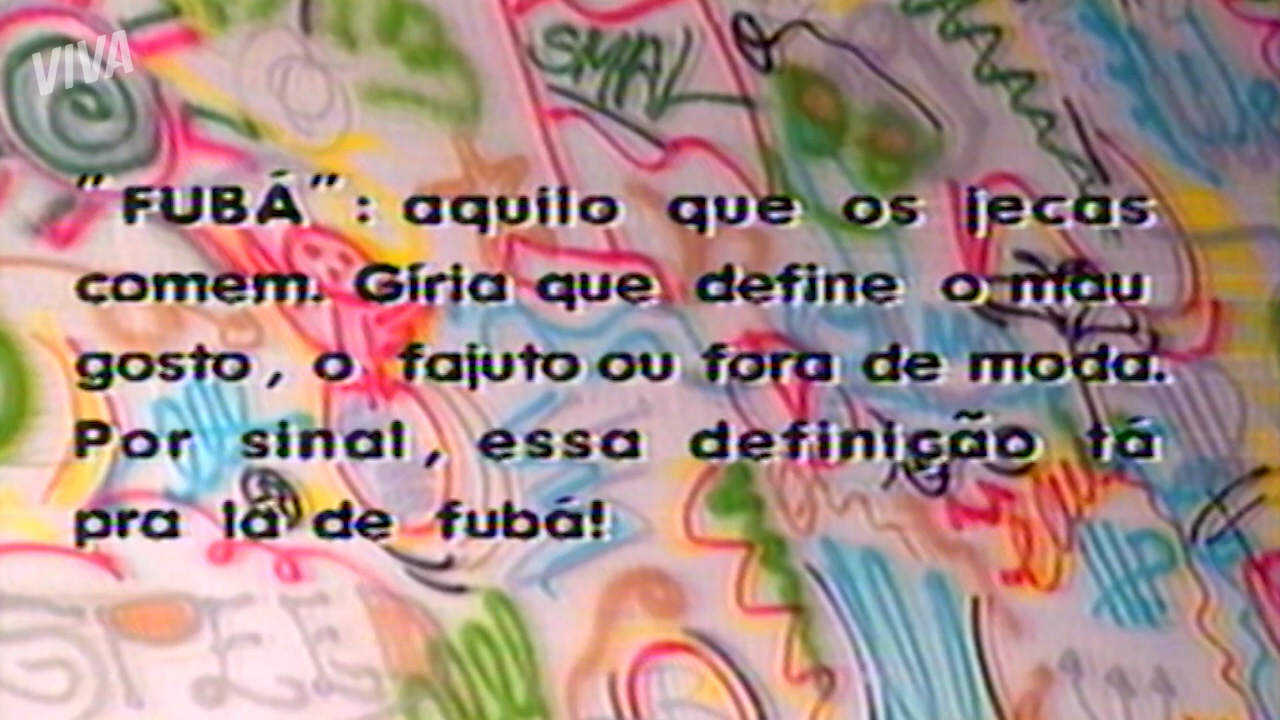 VIVA
SMAL
"FUBÁ": aquilo que os jecas
comem. Gíria que define o mau
gosto, o fajuto ou fora de moda.
Por sinal, essa definição tá
pra lá de fubá!